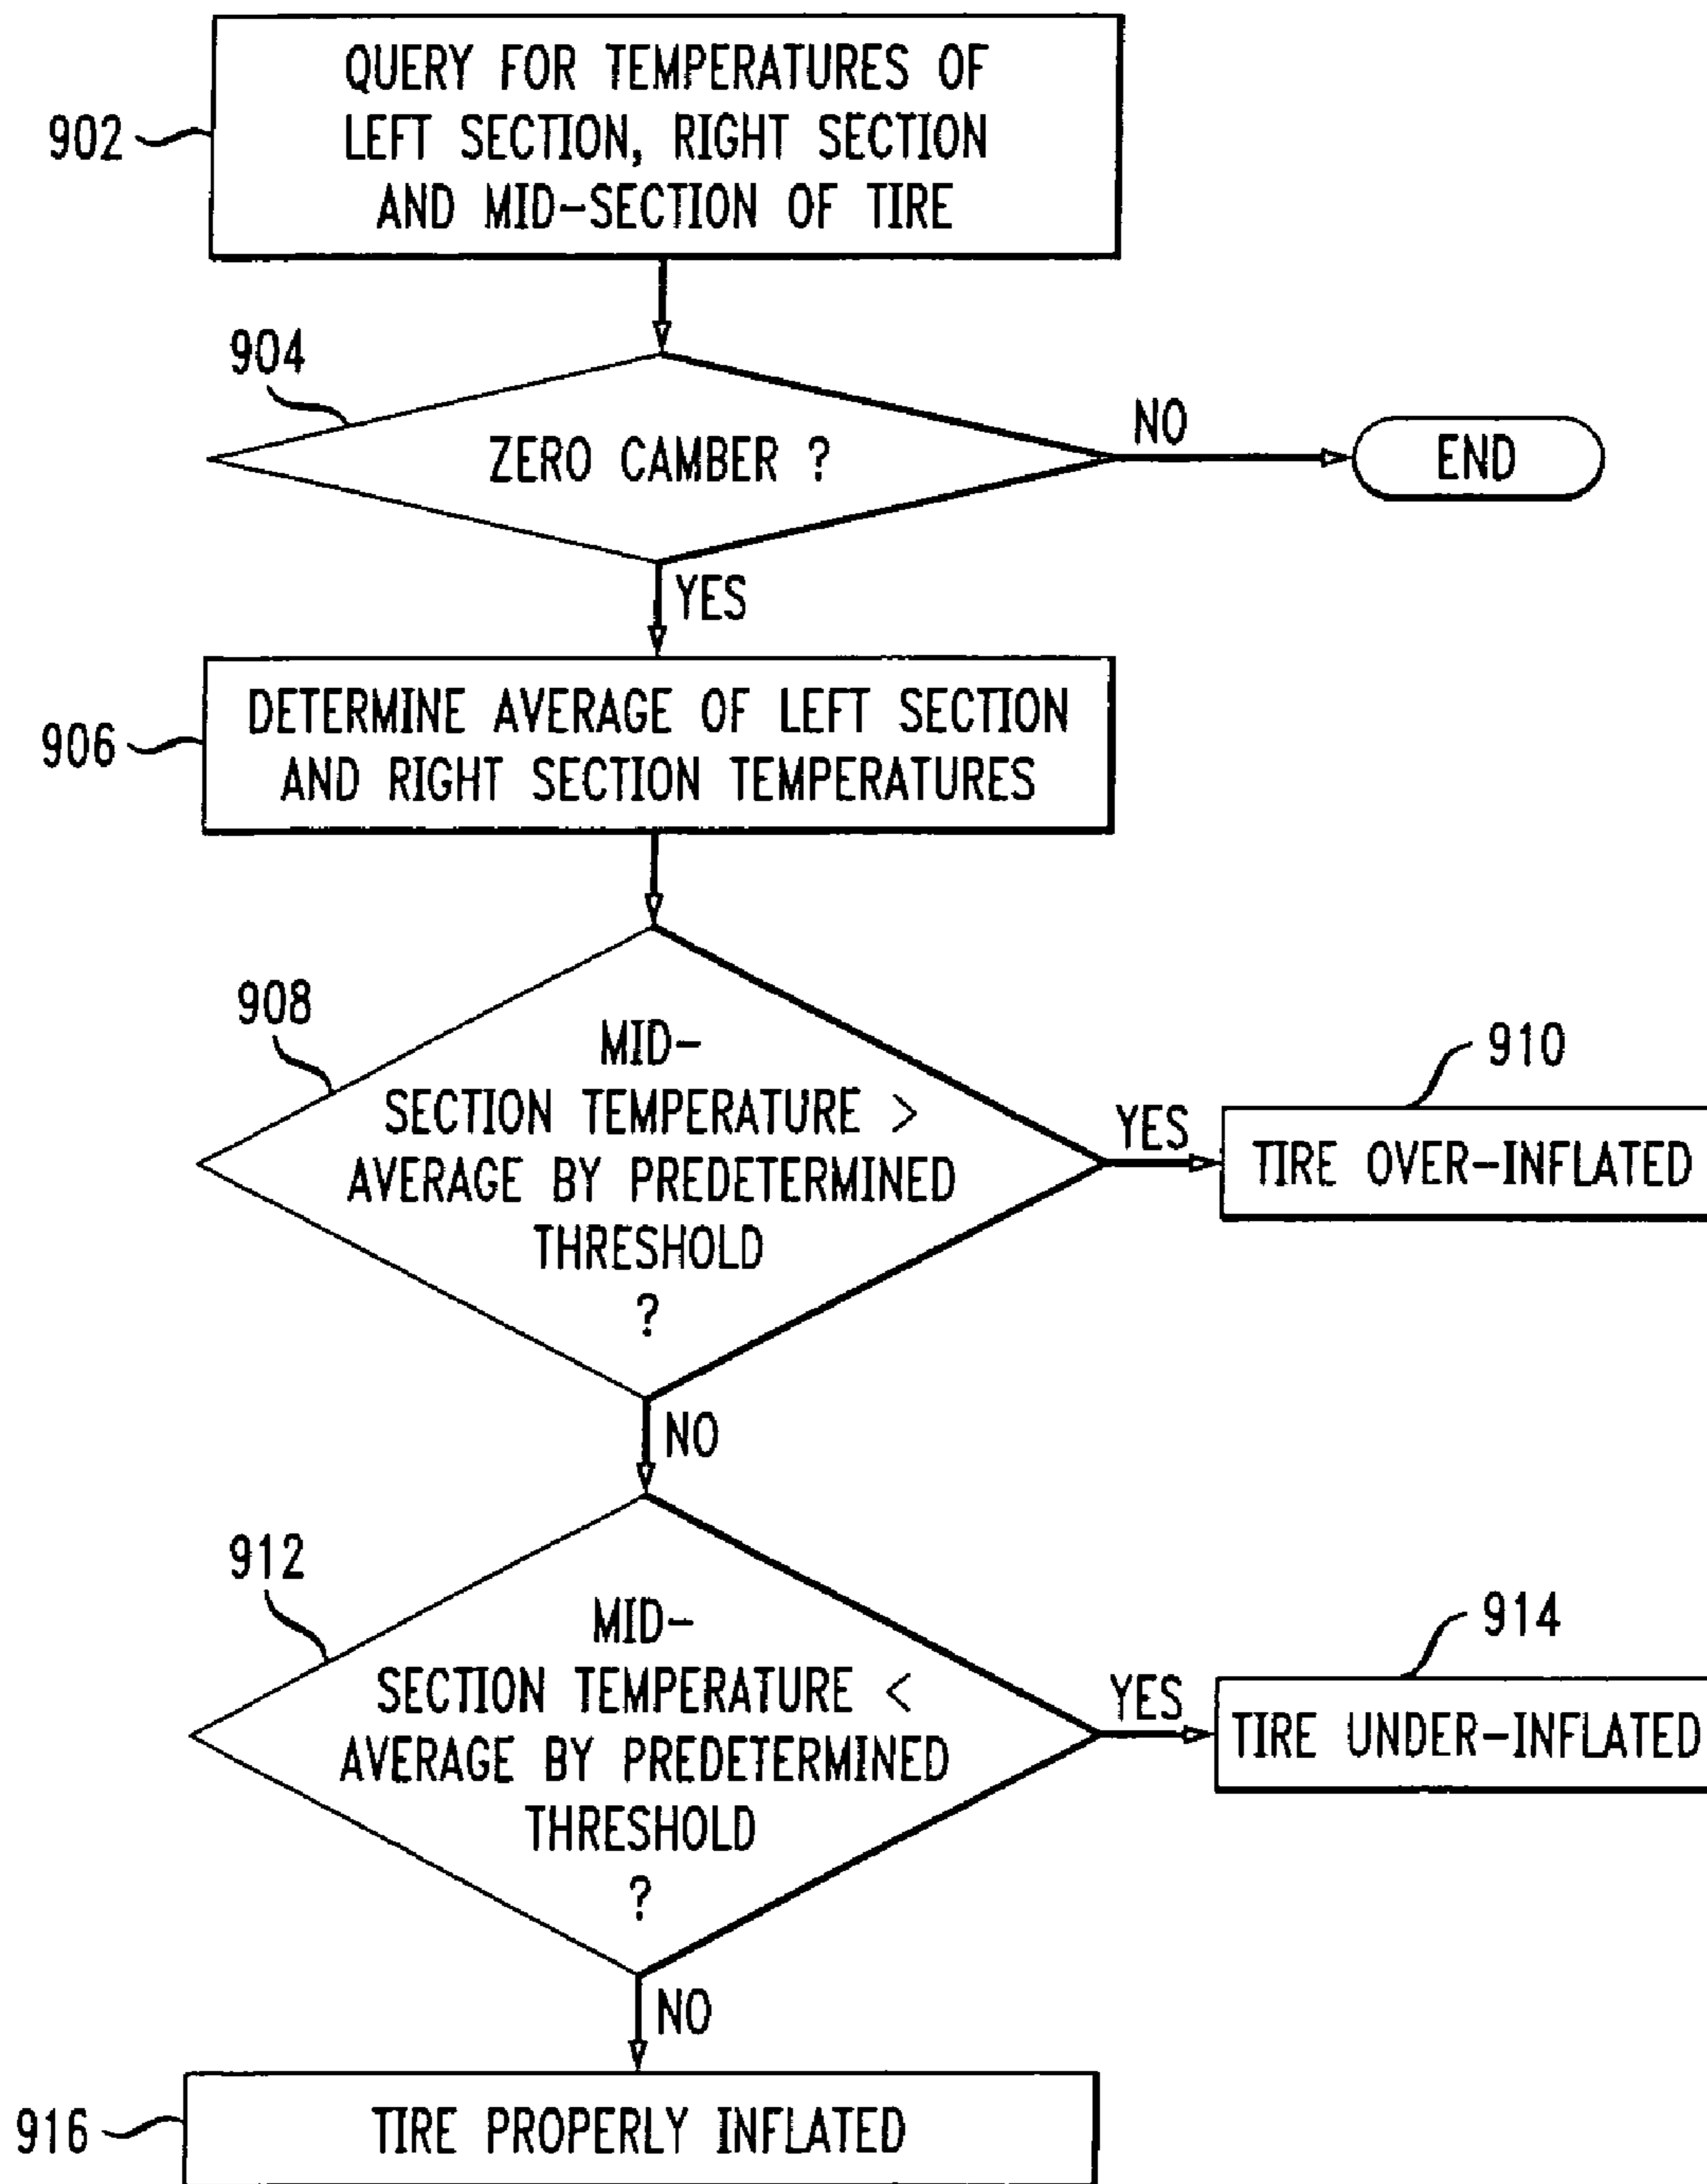 902
QUERY FOR TEMPERATURES OF
LEFT SECTION, RIGHT SECTION
AND MID-SECTION OF TIRE
904
ZERO CAMBER ?
NO
END
YES
906
DETERMINE AVERAGE OF LEFT SECTION
AND RIGHT SECTION TEMPERATURES
908
MID-
SECTION TEMPERATURE >
AVERAGE BY PREDETERMINED
THRESHOLD
?
YES
910
TIRE OVER-INFLATED
NO
912
MID-
SECTION TEMPERATURE <
AVERAGE BY PREDETERMINED
THRESHOLD
?
YES
914
TIRE UNDER-INFLATED
NO
916
TIRE PROPERLY INFLATED